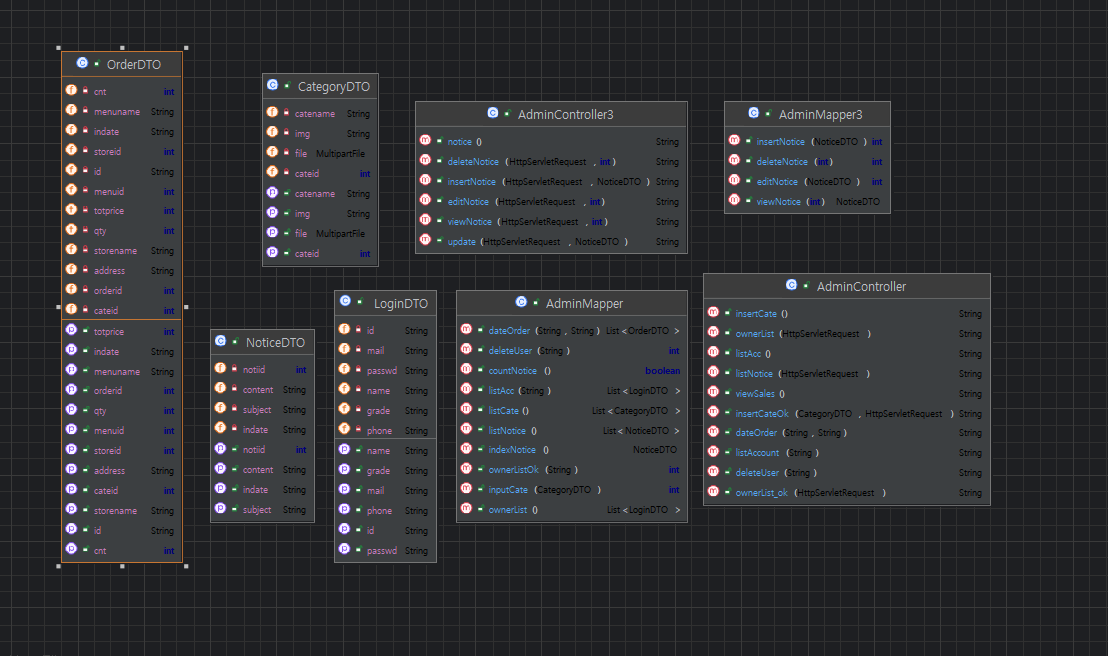 OrderDTO
cnt int
menuname String
indate String
storeid int
id String
menuid int
totprice int
qty int
storename String
address String
orderid int
cateid int
totprice int
indate String
menuname String
orderid int
qty int
menuid int
storeid int
address String
cateid int
storename String
id String
cnt int
CategoryDTO
catename String
img String
file MultipartFile
cateid int
catename String
img String
file MultipartFile
cateid int
AdminController3
notice () String
deleteNotice (HttpServletRequest , int) String
insertNotice (HttpServletRequest , NoticeDTO ) String
editNotice (HttpServletRequest , int) String
viewNotice (HttpServletRequest , int) String
update (HttpServletRequest , NoticeDTO ) String
AdminMapper3
insertNotice (NoticeDTO ) int
deleteNotice (int) int
editNotice (NoticeDTO ) int
viewNotice (int) NoticeDTO
NoticeDTO
notiid int
content String
subject String
indate String
notiid int
content String
indate String
subject String
LoginDTO
id String
mail String
passwd String
name String
grade String
phone String
name String
grade String
mail String
phone String
id String
passwd String
AdminMapper
dateOrder (String , String ) List < OrderDTO >
deleteUser (String ) int
countNotice () boolean
listAcc (String ) List < LoginDTO >
listCate () List < CategoryDTO >
listNotice () List < NoticeDTO >
indexNotice () NoticeDTO
ownerListOk (String ) int
inputCate (CategoryDTO ) int
ownerList () List < LoginDTO >
AdminController
insertCate () String
ownerList (HttpServletRequest ) String
listAcc () String
listNotice (HttpServletRequest ) String
viewSales () String
insertCateOk (CategoryDTO , HttpServletRequest ) String
dateOrder (String , String ) String
listAccount (String ) String
deleteUser (String ) String
ownerList_ok (HttpServletRequest ) String